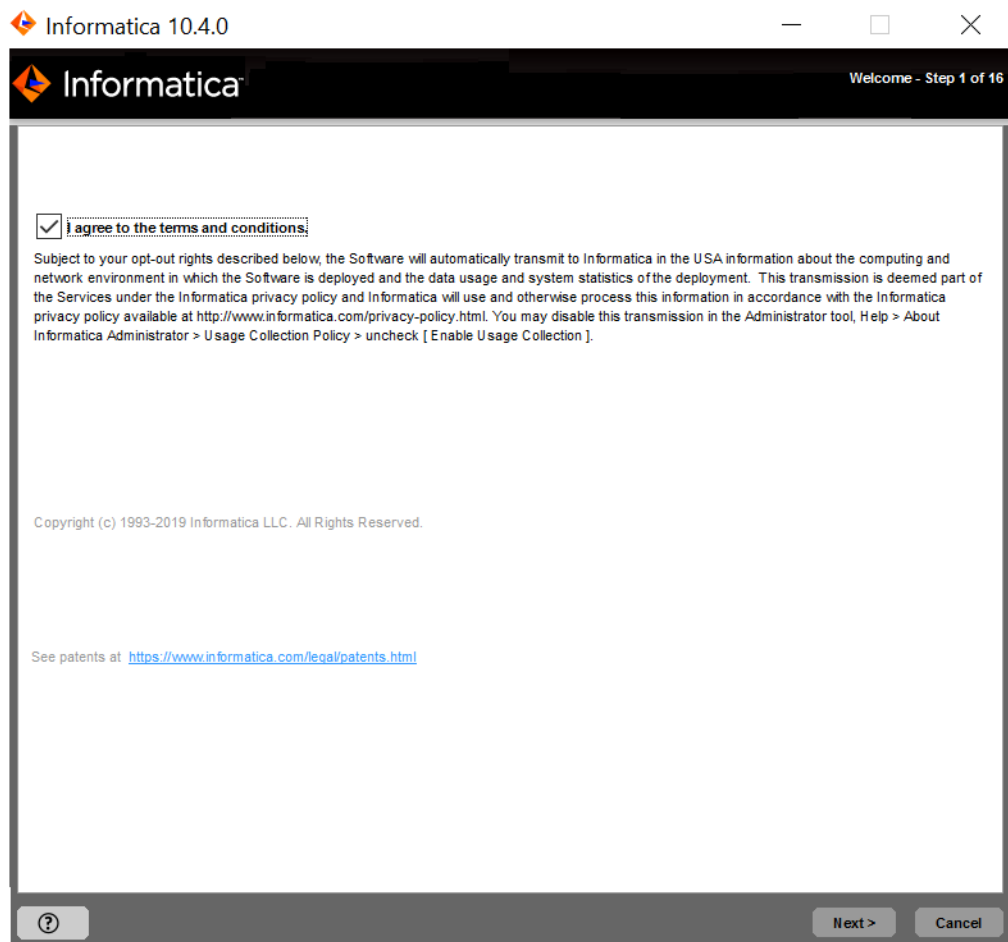 Informatica 10.4.0
Informatica™
Welcome - Step 1 of 16
I agree to the terms and conditions.
Subject to your opt-out rights described below, the Software will automatically transmit to Informatica in the USA information about the computing and
network environment in which the Software is deployed and the data usage and system statistics of the deployment.  This transmission is deemed part of
the Services under the Informatica privacy policy and Informatica will use and otherwise process this information in accordance with the Informatica
privacy policy available at http://www.informatica.com/privacy-policy.html. You may disable this transmission in the Administrator tool, Help > About
Informatica Administrator > Usage Collection Policy > uncheck [ Enable Usage Collection ].
Copyright (c) 1993-2019 Informatica LLC. All Rights Reserved.
See patents at https://www.informatica.com/legal/patents.html
?
Next >
Cancel